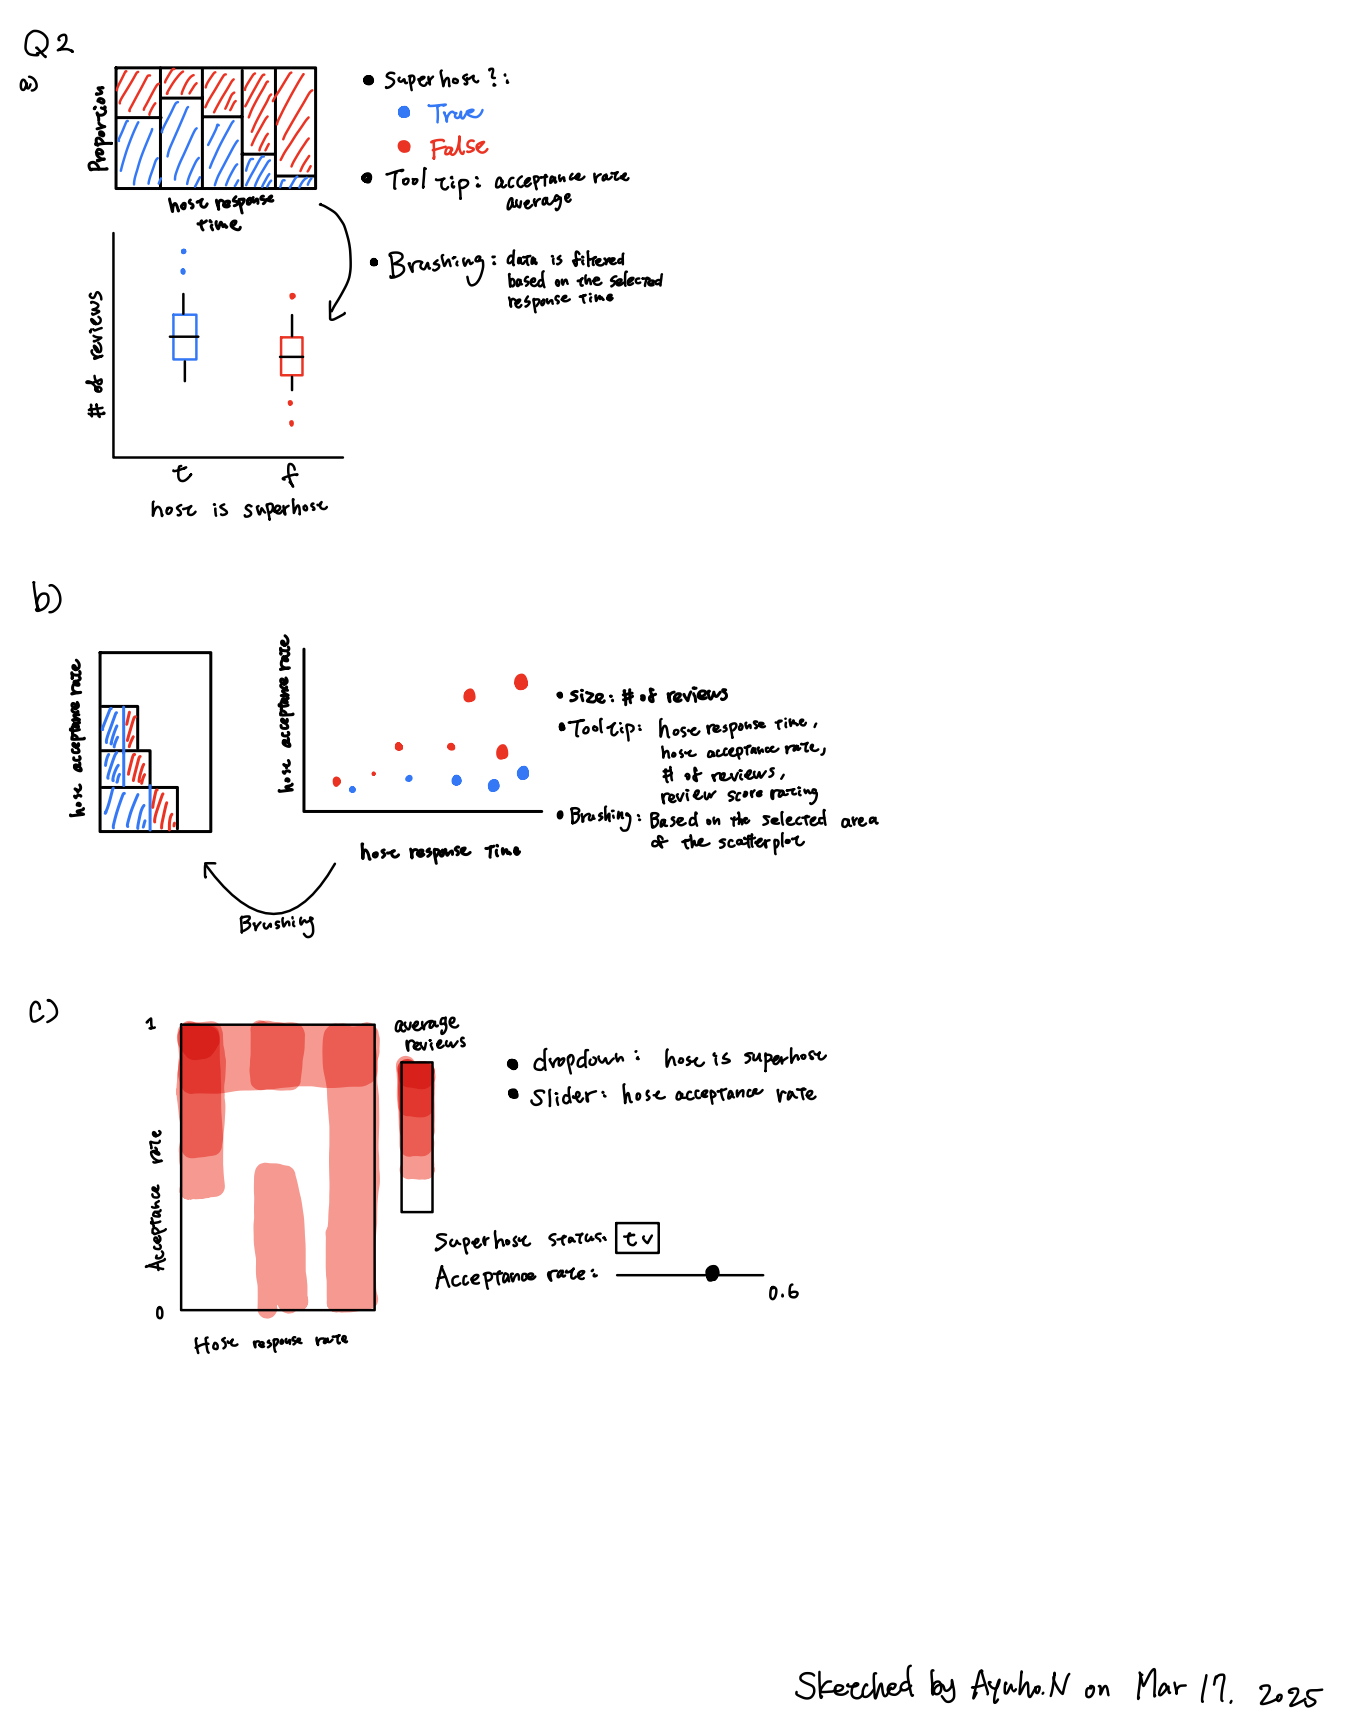 Q2
a)
Proportion
host response
time
• Superhost?:
• True
• False
• Tooltip: acceptance rate
average
• Brushing: data is filtered
based on the selected
response time
# of reviews
t f
host is superhost
b)
host acceptance rate
host acceptance rate
host response time
• size: # of reviews
• Tooltip: host response time,
host acceptance rate,
# of reviews,
review score rating
• Brushing: Based on the selected area
of the scatterplot
Brushing
c)
1
Acceptance rate
0
Host response rate
average
reviews
• dropdown: host is superhost
• Slider: host acceptance rate
Superhost status: t v
Acceptance rate:
0.6
Sketched by Ayuho.N on Mar 17. 2025